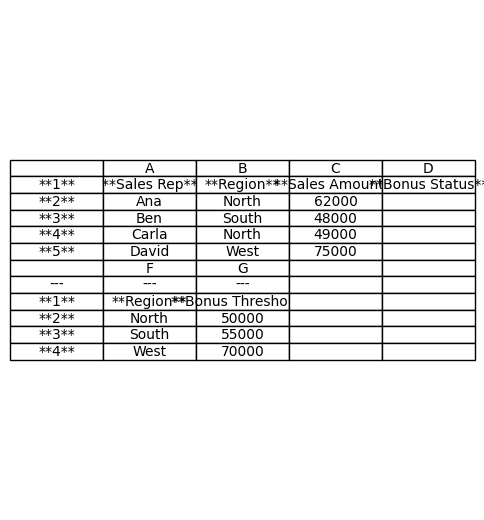 A B C D
**1** **Sales Rep** **Region** **Sales Amount **Bonus Status**
**2** Ana North 62000
**3** Ben South 48000
**4** Carla North 49000
**5** David West 75000
F G
--- --- ---
**1** **Region** **Bonus Thresho
**2** North 50000
**3** South 55000
**4** West 70000